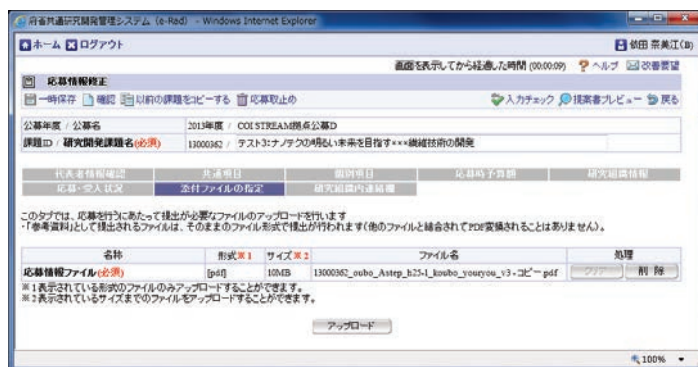 府省共通研究開発管理システム (e-Rad) - Windows Internet Explorer
ホーム ログアウト 依田 奈美江(B)
画面を表示してから経過した時間 (00:00:09) ヘルプ 改善要望
応募情報修正
一時保存 確認 以前の課題をコピーする 応募取止め 入力チェック 提案書プレビュー 戻る
公募年度 / 公募名 2013年度 / COI STREAM拠点公募D
課題ID / 研究開発課題名(必須) 13000362 / テスト3:ナノテクの明るい未来を目指す×××繊維技術の開発
代表者情報確認 共通項目 個別項目 応募時予算額 研究組織情報
応募・受入状況 添付ファイルの指定 研究組織内連絡欄
このタブでは、応募を行うにあたって提出が必要なファイルのアップロードを行います
・「参考資料」として提出されるファイルは、そのままのファイル形式で提出が行われます(他のファイルと結合されてPDF変換されることはありません)。
名称 形式※1 サイズ※2 ファイル名 処理
応募情報ファイル(必須) [pdf] 10MB 13000362_oubo_Astep_h25-1_koubo_youryou_v3 - コピー.pdf クリア 削 除
※1表示されている形式のファイルのみアップロードすることができます。
※2表示されているサイズまでのファイルをアップロードすることができます。
アップロード
100%